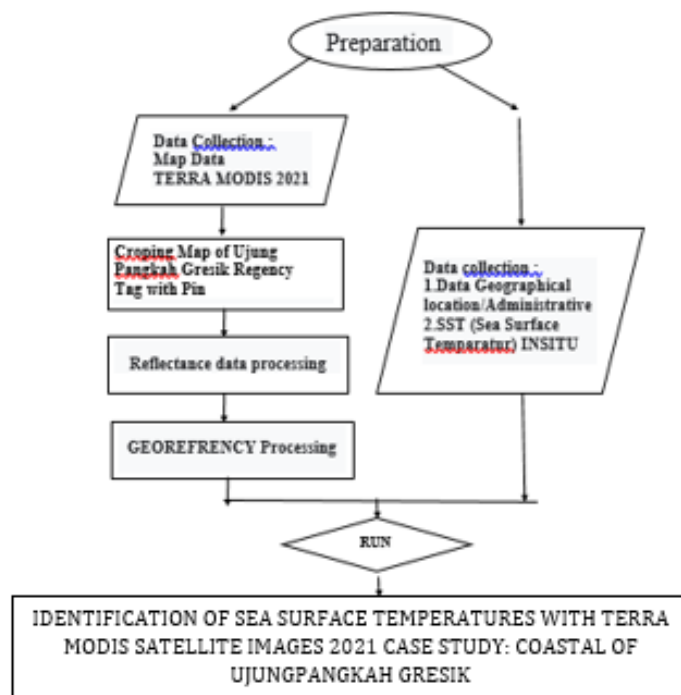 Preparation
Data Collection :
Map Data
TERRA MODIS 2021
Croping Map of Ujung
Pangkah Gresik Regency
Tag with Pin
Reflectance data processing
GEOREFRENCY Processing
Data collection :
1.Data Geographical
location/Administrative
2.SST (Sea Surface
Temparatur) INSITU
RUN
IDENTIFICATION OF SEA SURFACE TEMPERATURES WITH TERRA
MODIS SATELLITE IMAGES 2021 CASE STUDY: COASTAL OF
UJUNGPANGKAH GRESIK